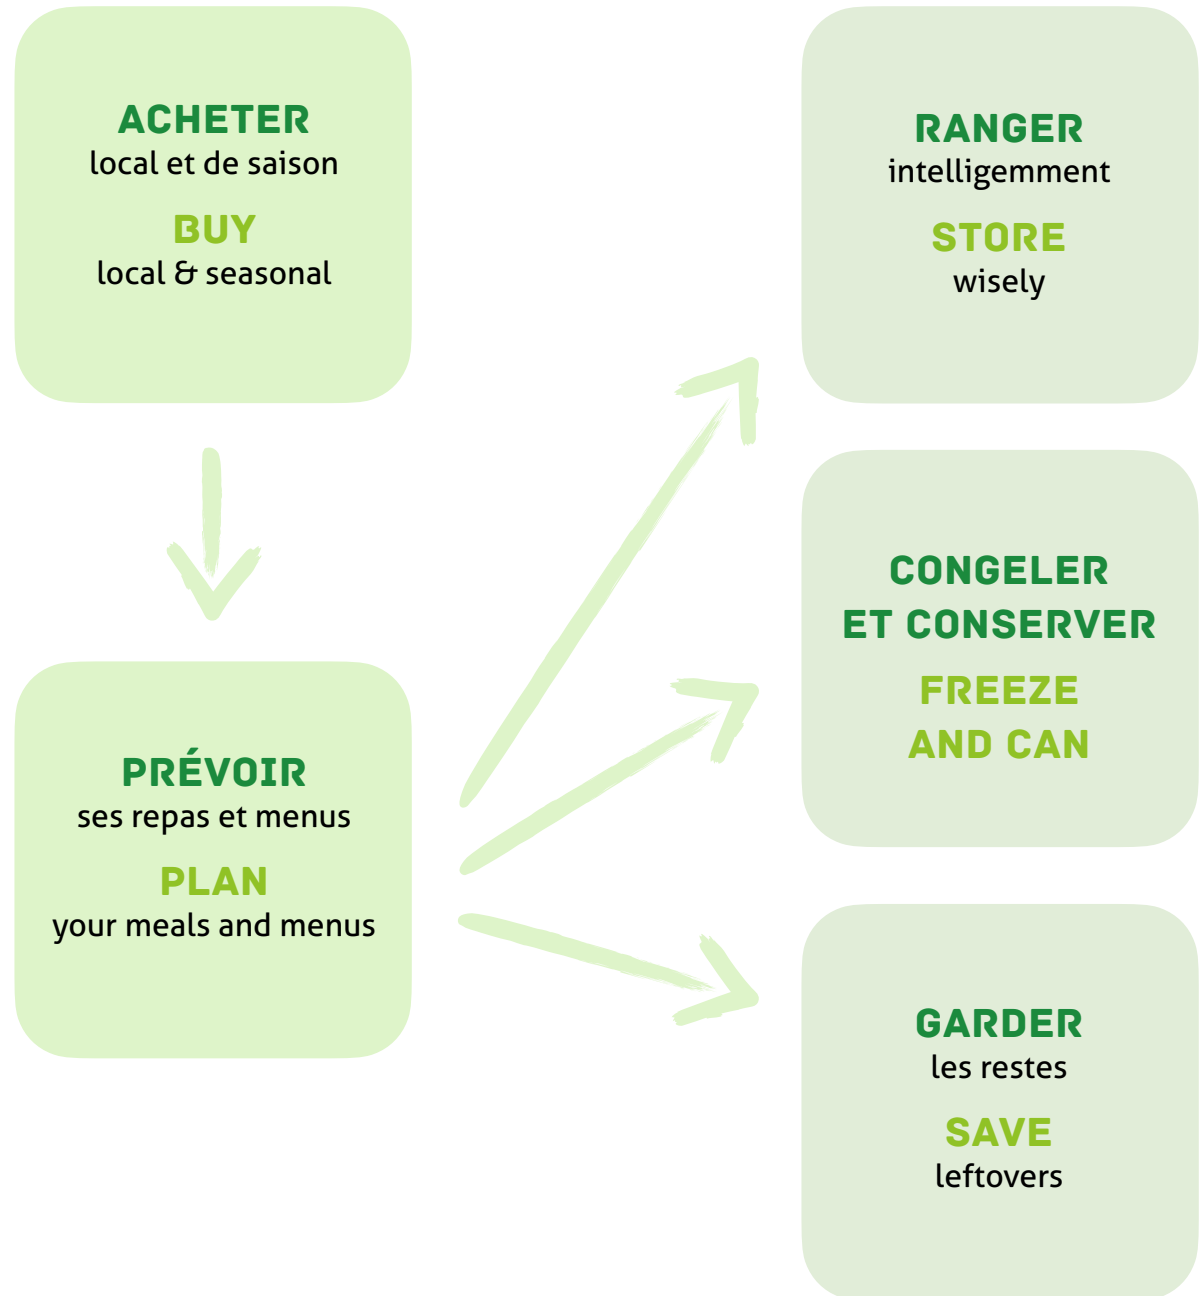 ACHETER
local et de saison
BUY
local & seasonal
PRÉVOIR
ses repas et menus
PLAN
your meals and menus
RANGER
intelligemment
STORE
wisely
CONGELER
ET CONSERVER
FREEZE
AND CAN
GARDER
les restes
SAVE
leftovers